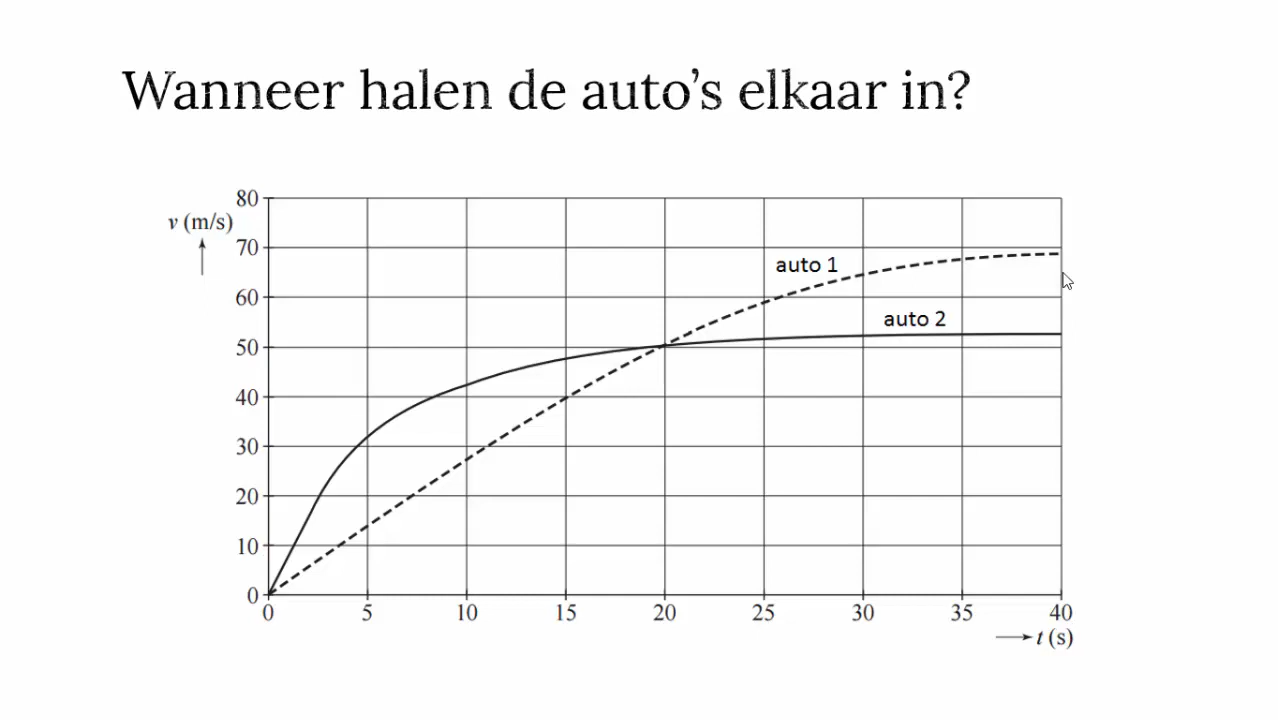 Wanneer halen de auto's elkaar in?
80
v (m/s)
70
auto 1
60
auto 2
50
40
30
20
10
0
0 5 10 15 20 25 30 35 40
t (s)